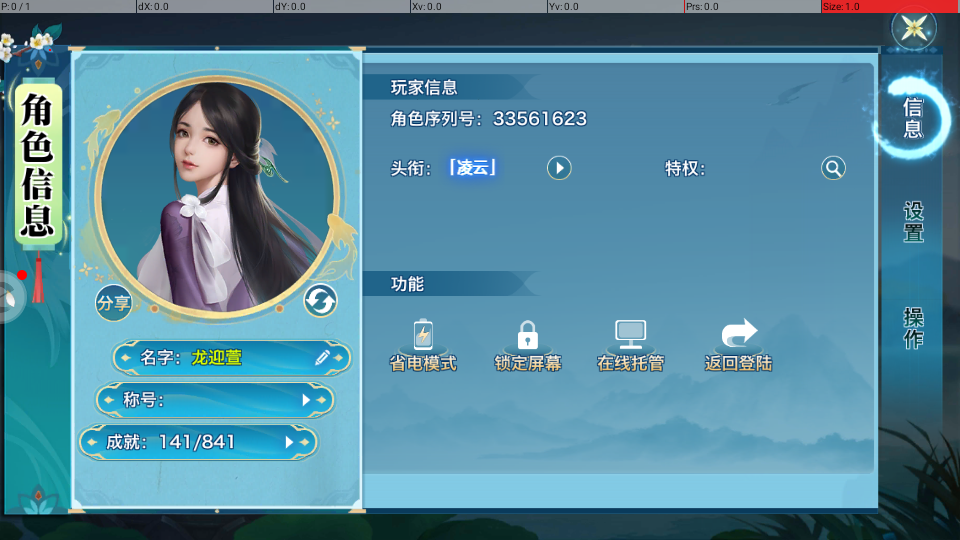 P: 0 / 1 dX: 0.0 dY: 0.0 Xv: 0.0 Yv: 0.0 Prs: 0.0 Size: 1.0
角色信息
分享
名字：龙迎萱
称号：
成就：141/841
玩家信息
角色序列号：33561623
头衔：「凌云」 特权：
功能
省电模式 锁定屏幕 在线托管 返回登陆
信息
设置
操作